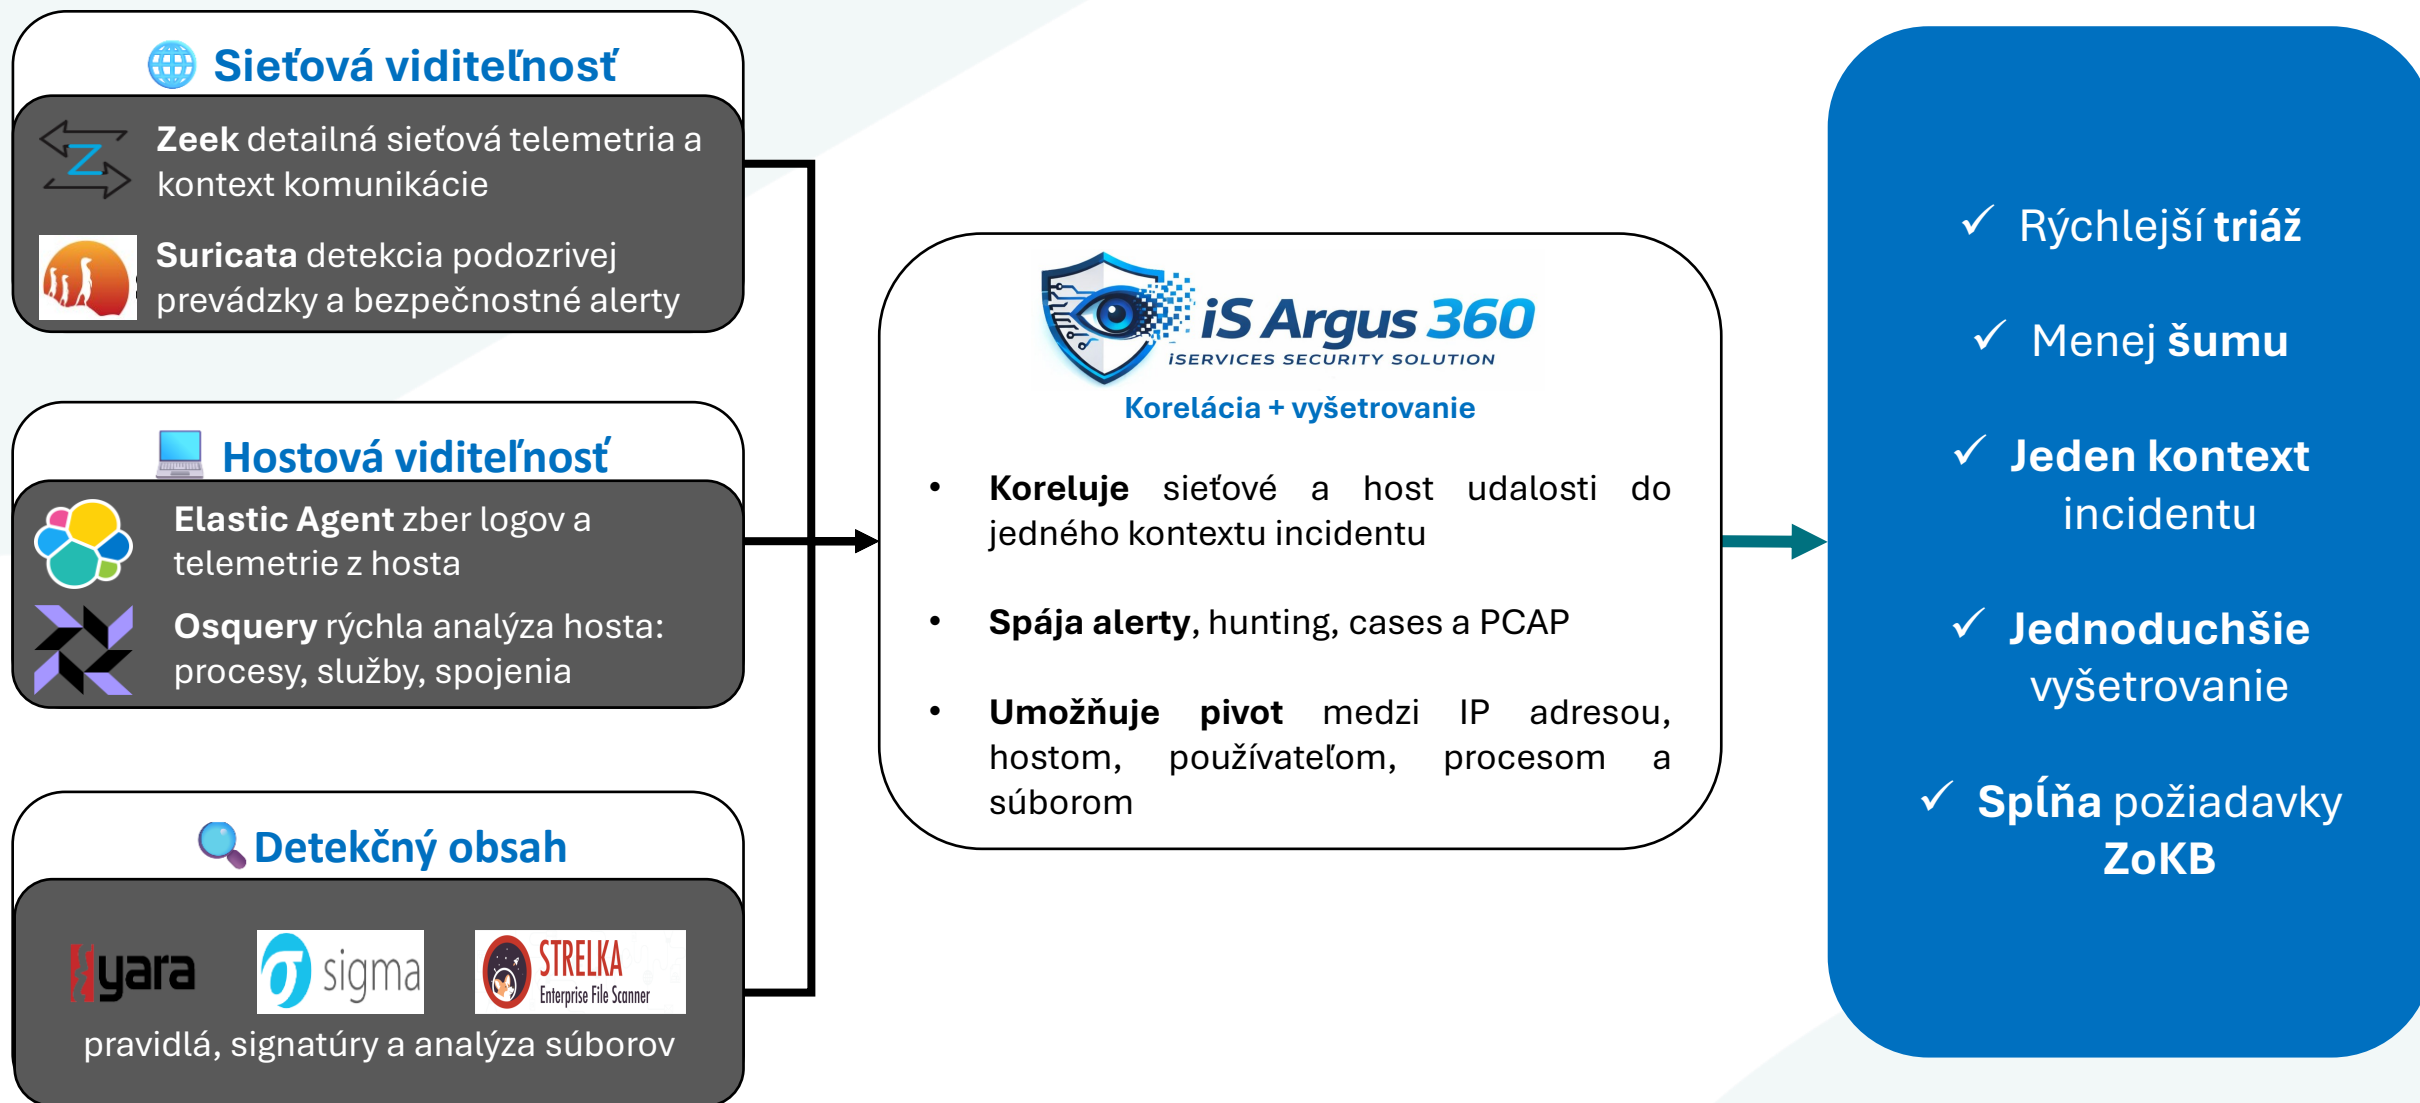 Sieťová viditeľnosť
Zeek detailná sieťová telemetria a
kontext komunikácie
Suricata detekcia podozrivej
prevádzky a bezpečnostné alerty
Hostová viditeľnosť
Elastic Agent zber logov a
telemetrie z hosta
Osquery rýchla analýza hosta:
procesy, služby, spojenia
Detekčný obsah
yara
σ sigma
STRELKA
Enterprise File Scanner
pravidlá, signatúry a analýza súborov
iS Argus 360
iSERVICES SECURITY SOLUTION
Korelácia + vyšetrovanie
• Koreluje sieťové a host udalosti do
jedného kontextu incidentu
• Spája alerty, hunting, cases a PCAP
• Umožňuje pivot medzi IP adresou,
hostom, používateľom, procesom a
súborom
✓ Rýchlejší triáž
✓ Menej šumu
✓ Jeden kontext
incidentu
✓ Jednoduchšie
vyšetrovanie
✓ Spĺňa požiadavky
ZoKB